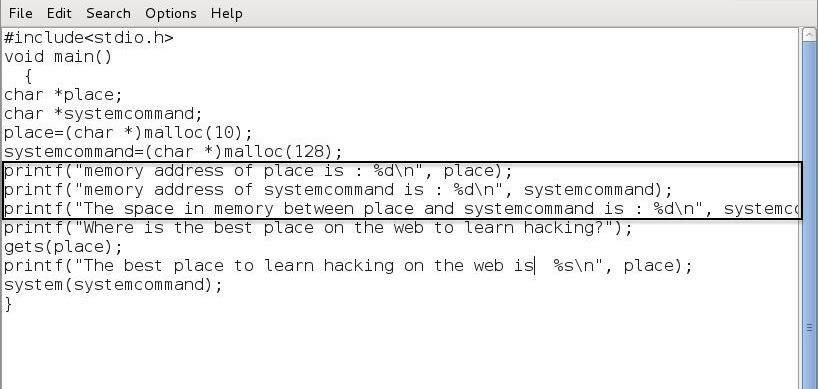 File Edit Search Options Help
#include<stdio.h>
void main()
{
char *place;
char *systemcommand;
place=(char *)malloc(10);
systemcommand=(char *)malloc(128);
printf("memory address of place is : %d\n", place);
printf("memory address of systemcommand is : %d\n", systemcommand);
printf("The space in memory between place and systemcommand is : %d\n", systemco
printf("Where is the best place on the web to learn hacking?");
gets(place);
printf("The best place to learn hacking on the web is  %s\n", place);
system(systemcommand);
}